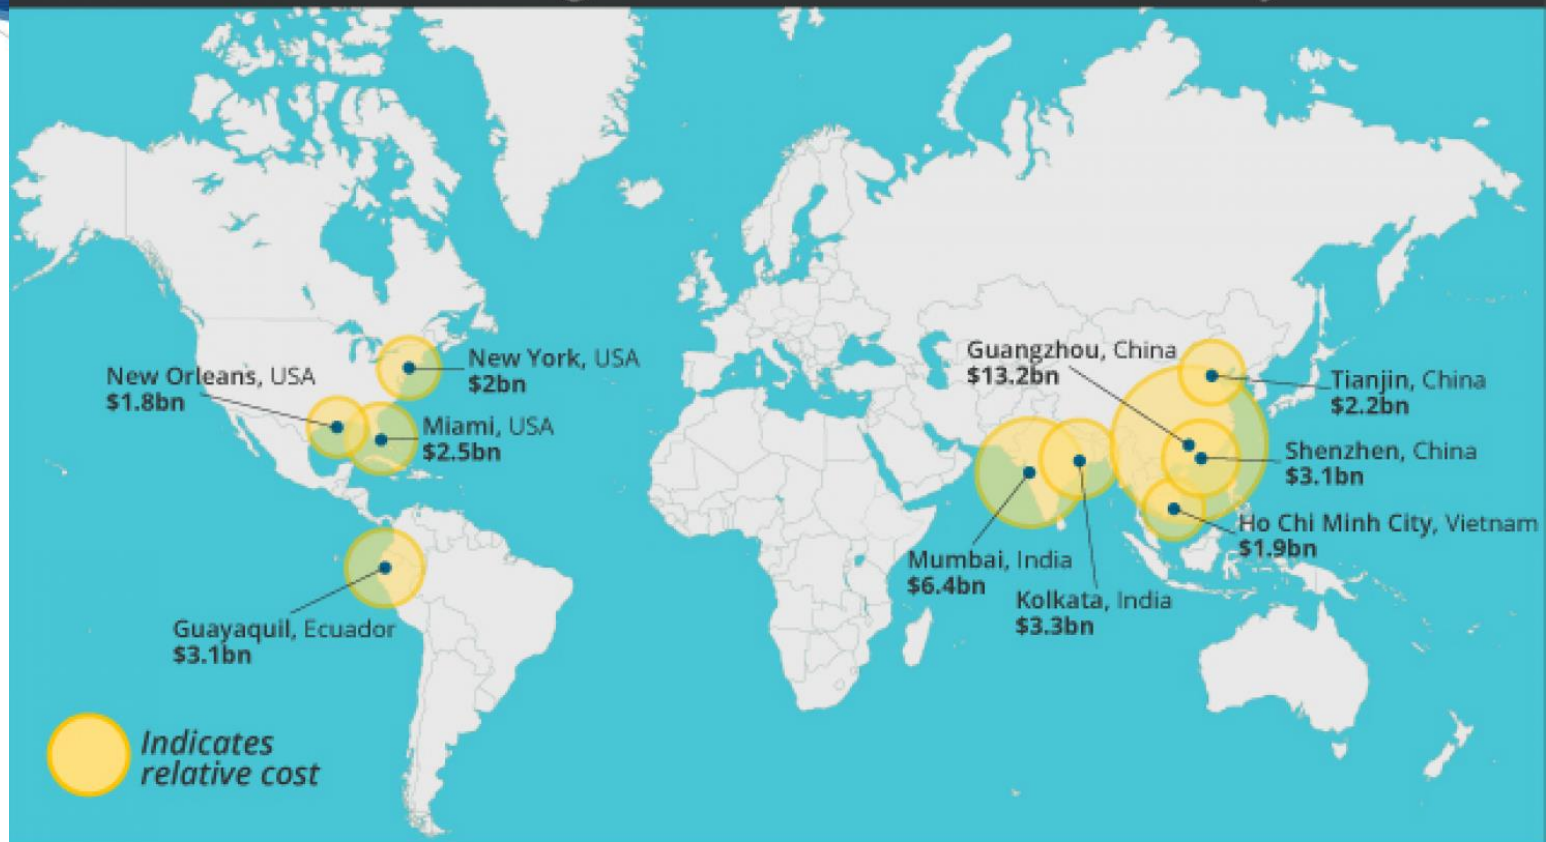 New York, USA
$2bn
New Orleans, USA
$1.8bn
Miami, USA
$2.5bn
Guayaquil, Ecuador
$3.1bn
Guangzhou, China
$13.2bn
Tianjin, China
$2.2bn
Shenzhen, China
$3.1bn
Ho Chi Minh City, Vietnam
$1.9bn
Mumbai, India
$6.4bn
Kolkata, India
$3.3bn
Indicates
relative cost